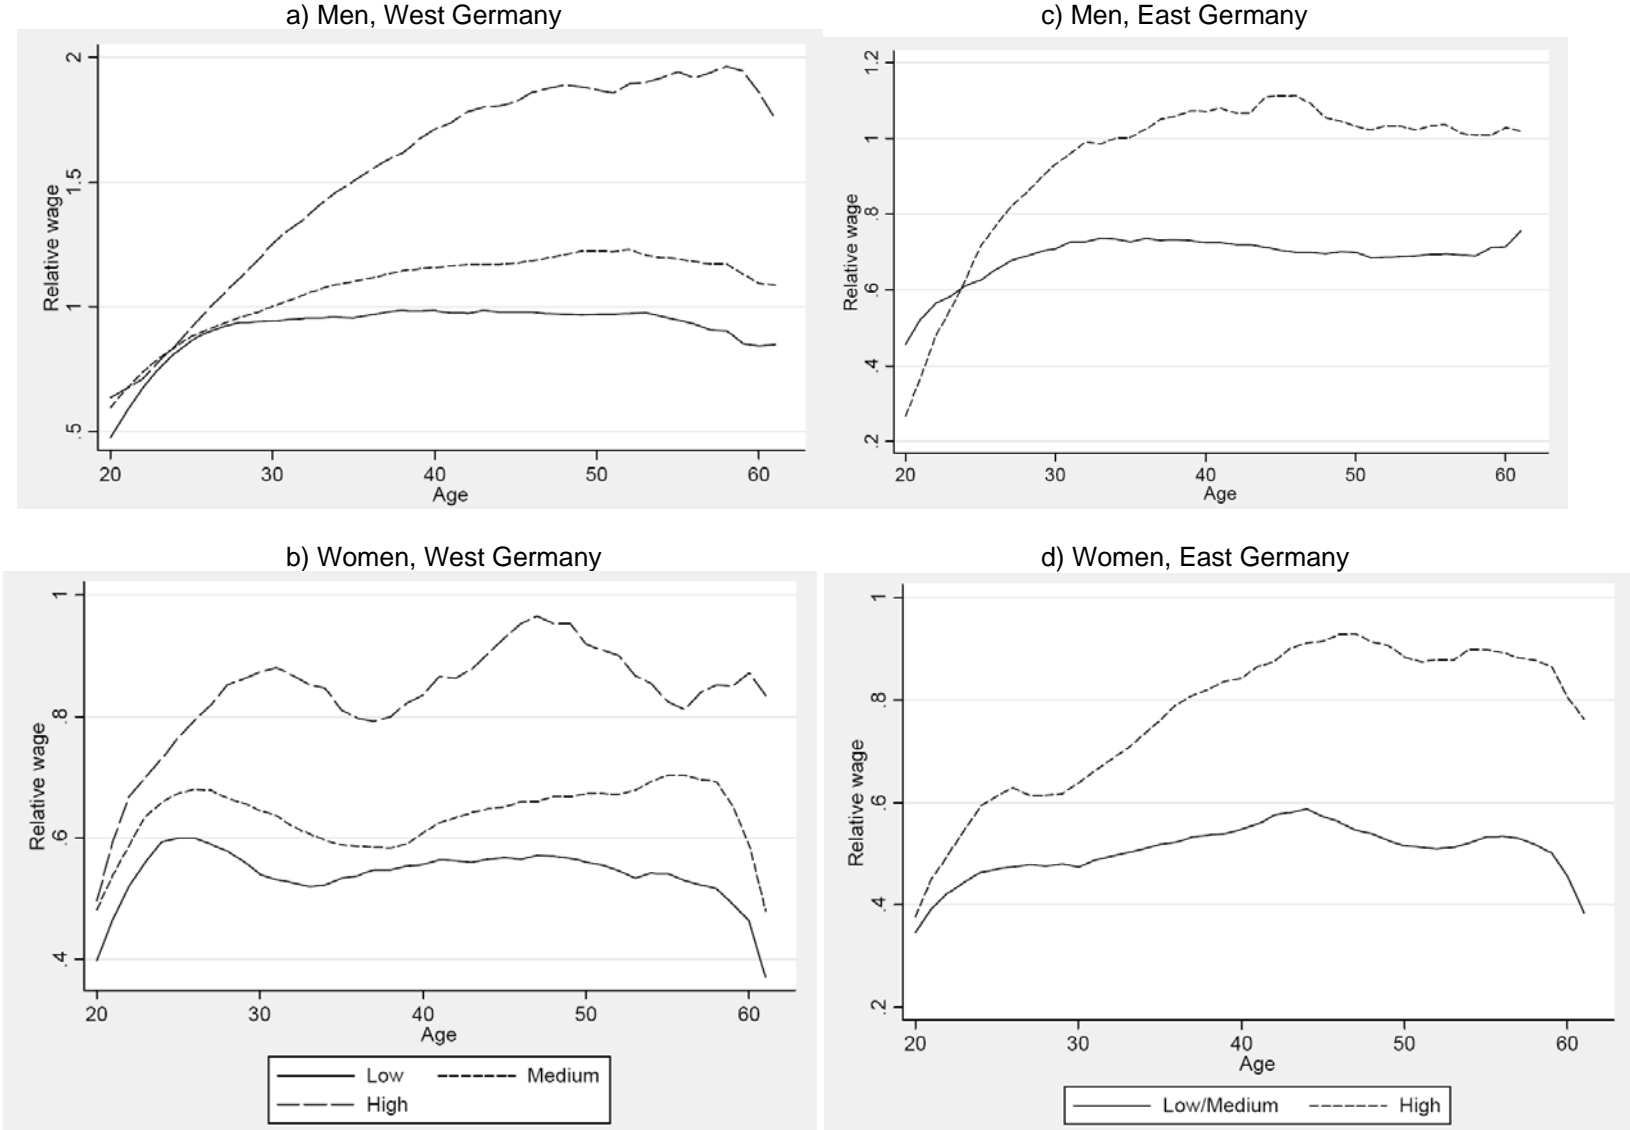 a) Men, West Germany
2
1.5
1
.5
Relative wage
20 30 40 50 60
Age
c) Men, East Germany
1.2
1
.8
.6
.4
.2
Relative wage
20 30 40 50 60
Age
b) Women, West Germany
1
.8
.6
.4
Relative wage
20 30 40 50 60
Age
Low Medium
High
d) Women, East Germany
1
.8
.6
.4
.2
Relative wage
20 30 40 50 60
Age
Low/Medium High